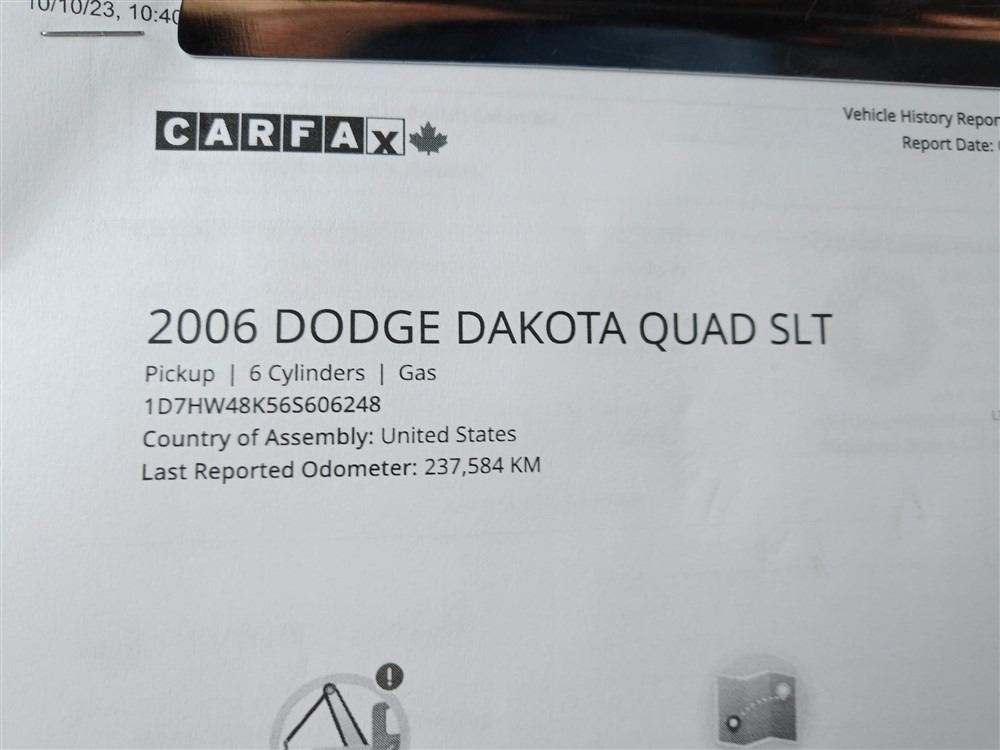 10/10/23, 10:40
CARFAX
Vehicle History Repor
Report Date:
2006 DODGE DAKOTA QUAD SLT
Pickup | 6 Cylinders | Gas
1D7HW48K56S606248
Country of Assembly: United States
Last Reported Odometer: 237,584 KM